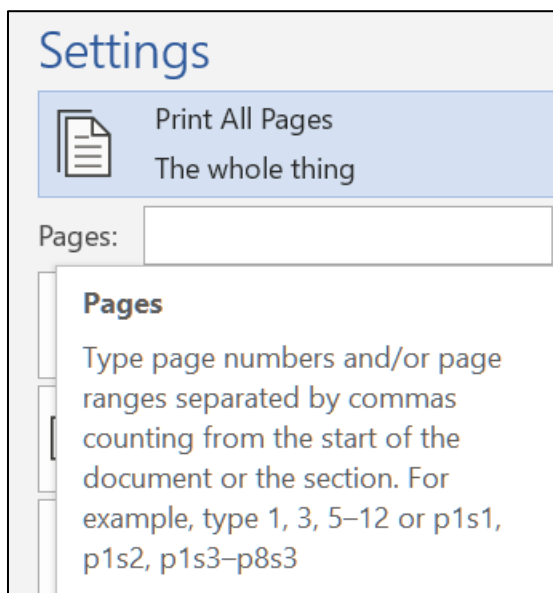 Settings
Print All Pages
The whole thing
Pages:
Pages
Type page numbers and/or page
ranges separated by commas
counting from the start of the
document or the section. For
example, type 1, 3, 5–12 or p1s1,
p1s2, p1s3–p8s3